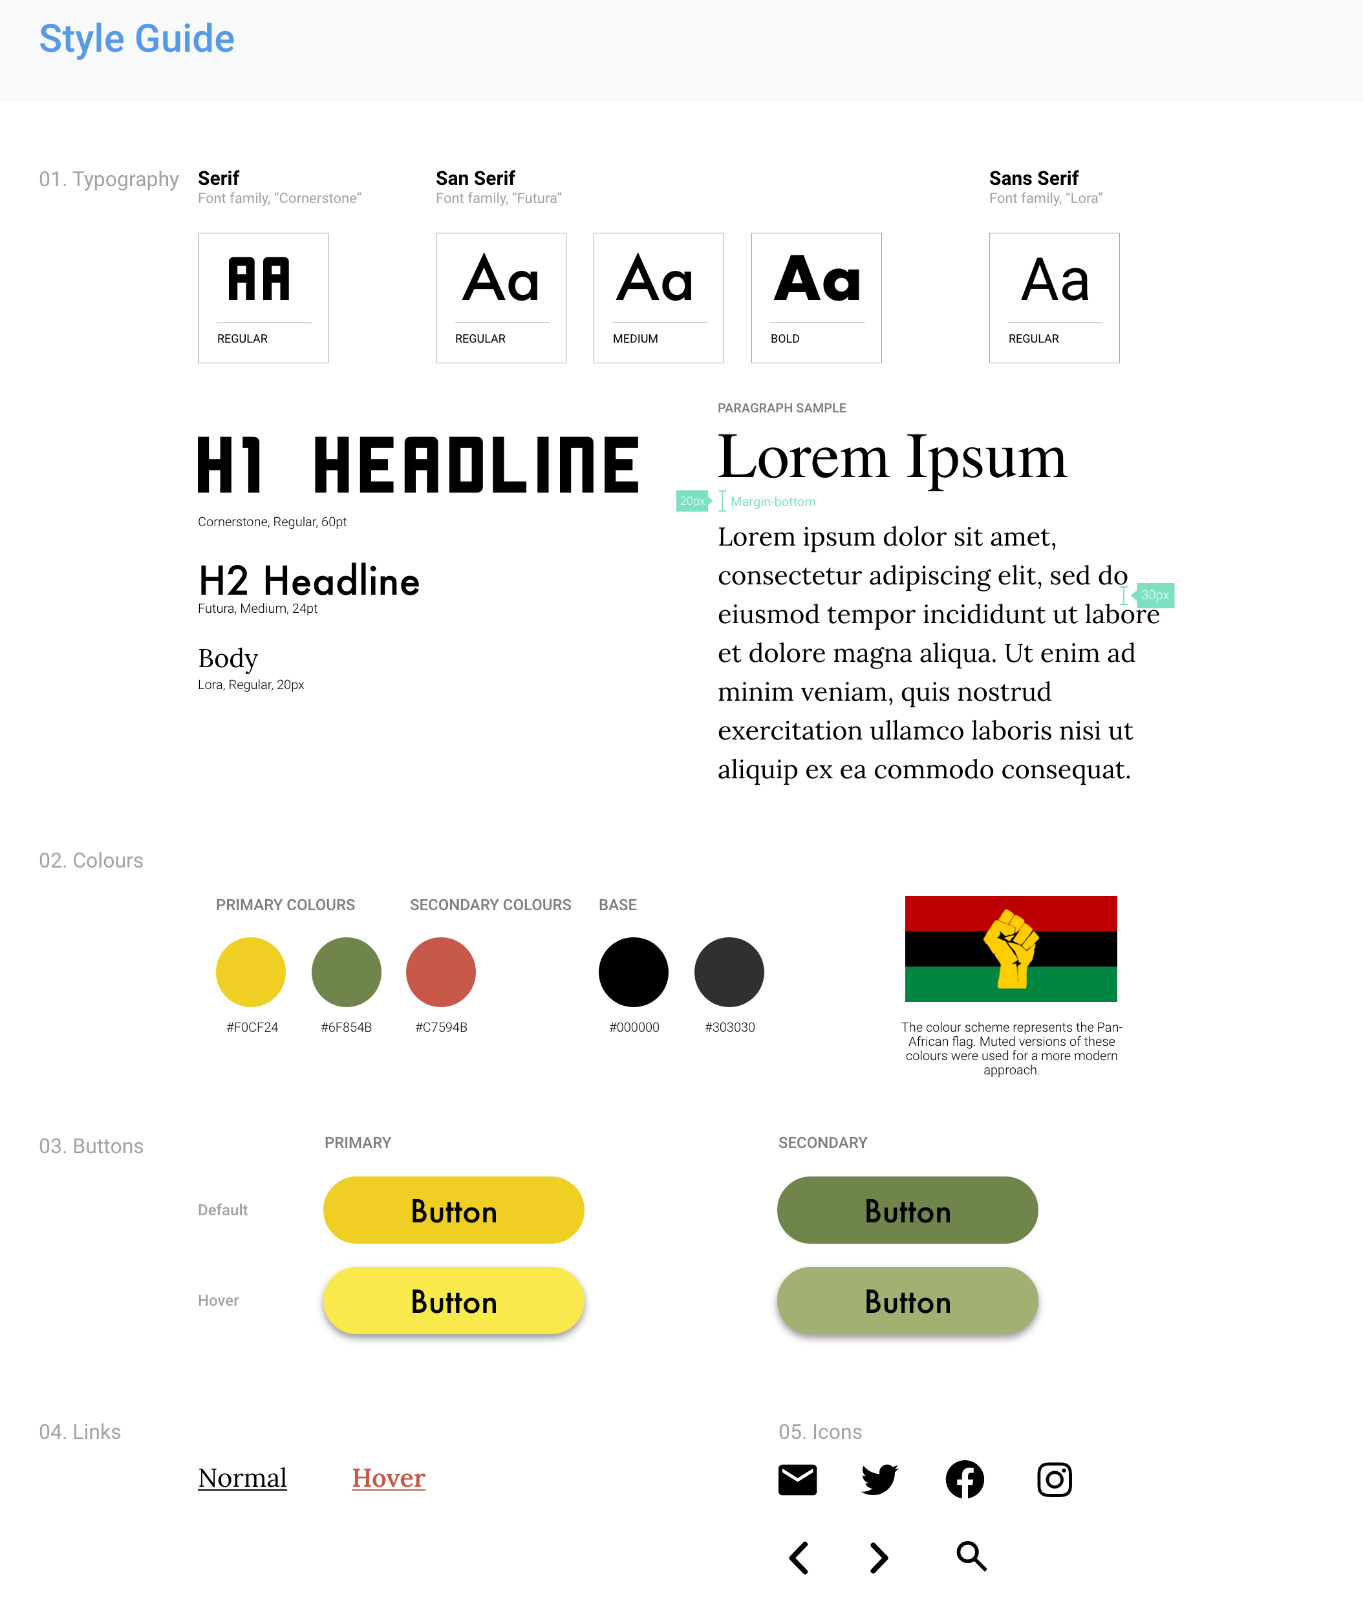 Style Guide
01. Typography
Serif
Font family, “Cornerstone”
San Serif
Font family, “Futura”
Sans Serif
Font family, “Lora”
AA
REGULAR
Aa
REGULAR
Aa
MEDIUM
Aa
BOLD
Aa
REGULAR
H1 HEADLINE
Cornerstone, Regular, 60pt
H2 Headline
Futura, Medium, 24pt
Body
Lora, Regular, 20px
PARAGRAPH SAMPLE
Lorem Ipsum
20px
Margin-bottom
Lorem ipsum dolor sit amet,
consectetur adipiscing elit, sed do
30px
eiusmod tempor incididunt ut labore
et dolore magna aliqua. Ut enim ad
minim veniam, quis nostrud
exercitation ullamco laboris nisi ut
aliquip ex ea commodo consequat.
02. Colours
PRIMARY COLOURS
SECONDARY COLOURS
BASE
#F0CF24
#6F854B
#C7594B
#000000
#303030
The colour scheme represents the Pan-
African flag. Muted versions of these
colours were used for a more modern
approach.
03. Buttons
PRIMARY
SECONDARY
Default
Button
Button
Hover
Button
Button
04. Links
Normal
Hover
05. Icons